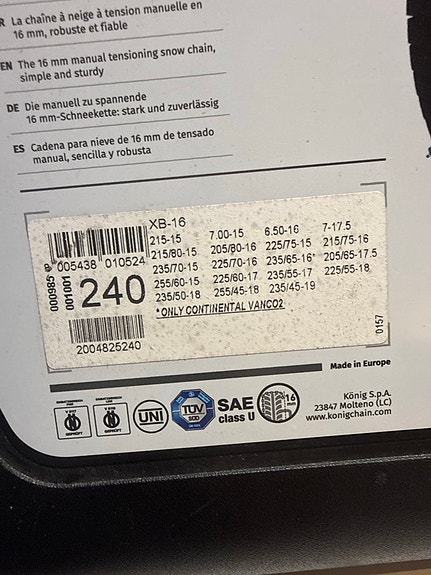 R La chaîne à neige à tension manuelle en
16 mm, robuste et fiable
EN The 16 mm manual tensioning snow chain,
simple and sturdy
DE Die manuell zu spannende
16 mm-Schneekette: stark und zuverlässig
ES Cadena para nieve de 16 mm de tensado
manual, sencilla y robusta
XB-16
215-15 7.00-15 6.50-16 7-17.5
215/80-15 205/80-16 225/75-15 215/75-16
235/70-15 225/70-16 235/65-16* 205/65-17.5
255/60-15 225/60-17 235/55-17 225/55-18
235/50-18 255/45-18 235/45-19
*ONLY CONTINENTAL VANCO2
005438 010524
000985
001001
240
2004825240
0157
Made in Europe
UNI
TÜV
SÜD
SAE
class U
16
mm
König S.p.A.
23847 Molteno (LC)
www.konigchain.com
V 5117
GEPRÜFT
GEPRÜFT